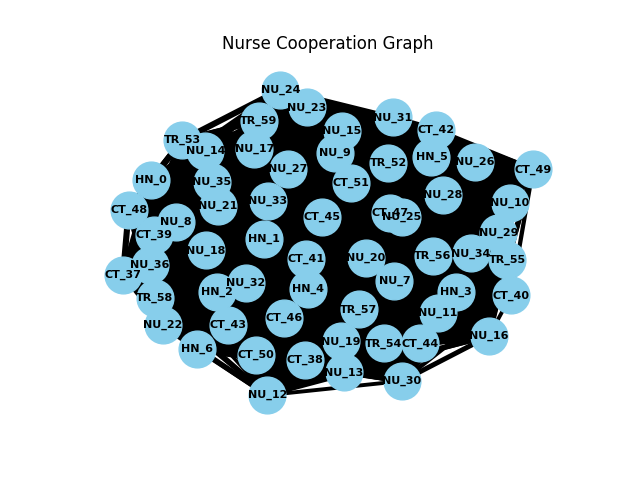 Nurse Cooperation Graph
NU_24
NU_23
NU_31
TR_59
CT_42
NU_15
TR_53
NU_14
NU_17
NU_9
HN_5
TR_52
NU_26
CT_49
NU_27
HN_0
NU_35
CT_51
NU_28
NU_33
NU_10
NU_21
CT_48
CT_47
NU_25
CT_45
NU_8
NU_29
CT_39
HN_1
NU_18
NU_34
TR_56
CT_41
NU_20
TR_55
NU_36
CT_37
NU_7
NU_32
HN_4
HN_2
HN_3
CT_40
TR_58
TR_57
NU_11
CT_46
NU_22
CT_43
NU_16
NU_19
TR_54
CT_44
HN_6
CT_50
CT_38
NU_13
NU_30
NU_12